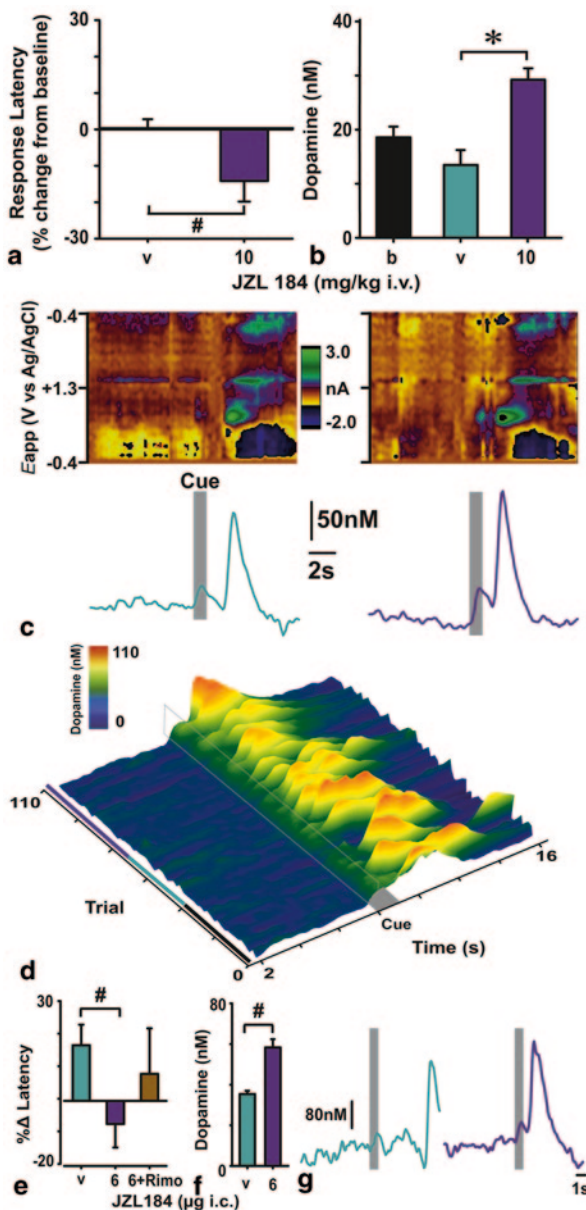 30
0
-30
Response Latency
(% change from baseline)
v
10
#
a
40
20
0
Dopamine (nM)
*
b
v
10
b
JZL 184 (mg/kg i.v.)
-0.4
+1.3
-0.4
Eapp (V vs Ag/AgCl)
3.0
nA
-2.0
Cue
50nM
2s
c
Dopamine (nM)
110
0
110
Trial
0
2
Cue
Time (s)
16
d
30
-20
%Δ Latency
#
v
6
6+Rimo
e
80
40
0
Dopamine (nM)
#
v
6
f
JZL184 (µg i.c.)
80nM
1s
g